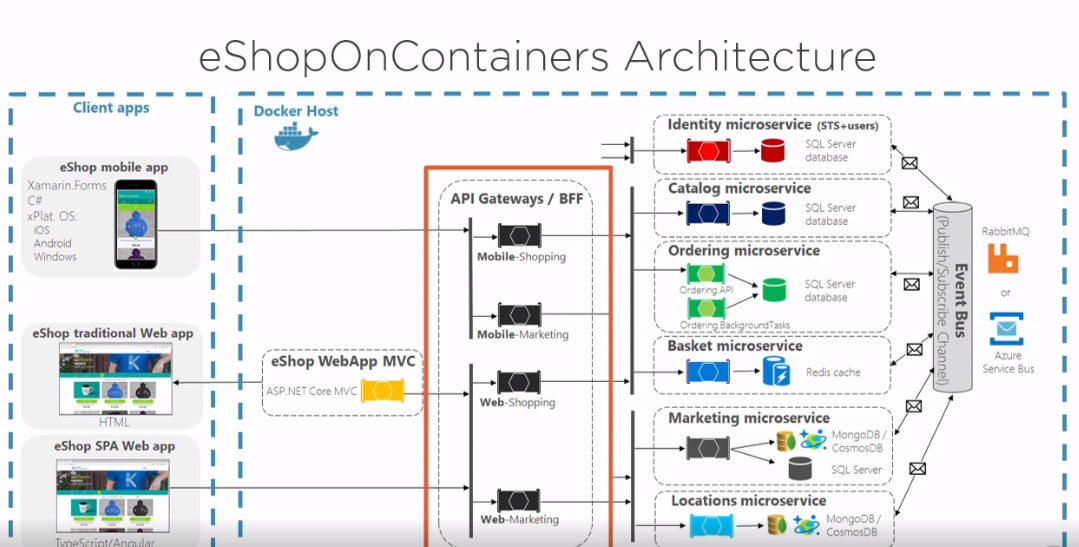 eShopOnContainers Architecture
Client apps
eShop mobile app
Xamarin.Forms
C#
xPlat. OS:
iOS
Android
Windows
eShop traditional Web app
HTML
eShop SPA Web app
TypeScript/Angular
Docker Host
eShop WebApp MVC
ASP.NET Core MVC
API Gateways / BFF
Mobile-Shopping
Mobile-Marketing
Web-Shopping
Web-Marketing
Identity microservice (STS+users)
SQL Server
database
Catalog microservice
SQL Server
database
Ordering microservice
Ordering.API
SQL Server
database
Ordering.BackgroundTasks
Basket microservice
Redis cache
Marketing microservice
MongoDB /
CosmosDB
SQL Server
Locations microservice
MongoDB /
CosmosDB
Event Bus
(Publish/Subscribe Channel)
RabbitMQ
or
Azure
Service Bus